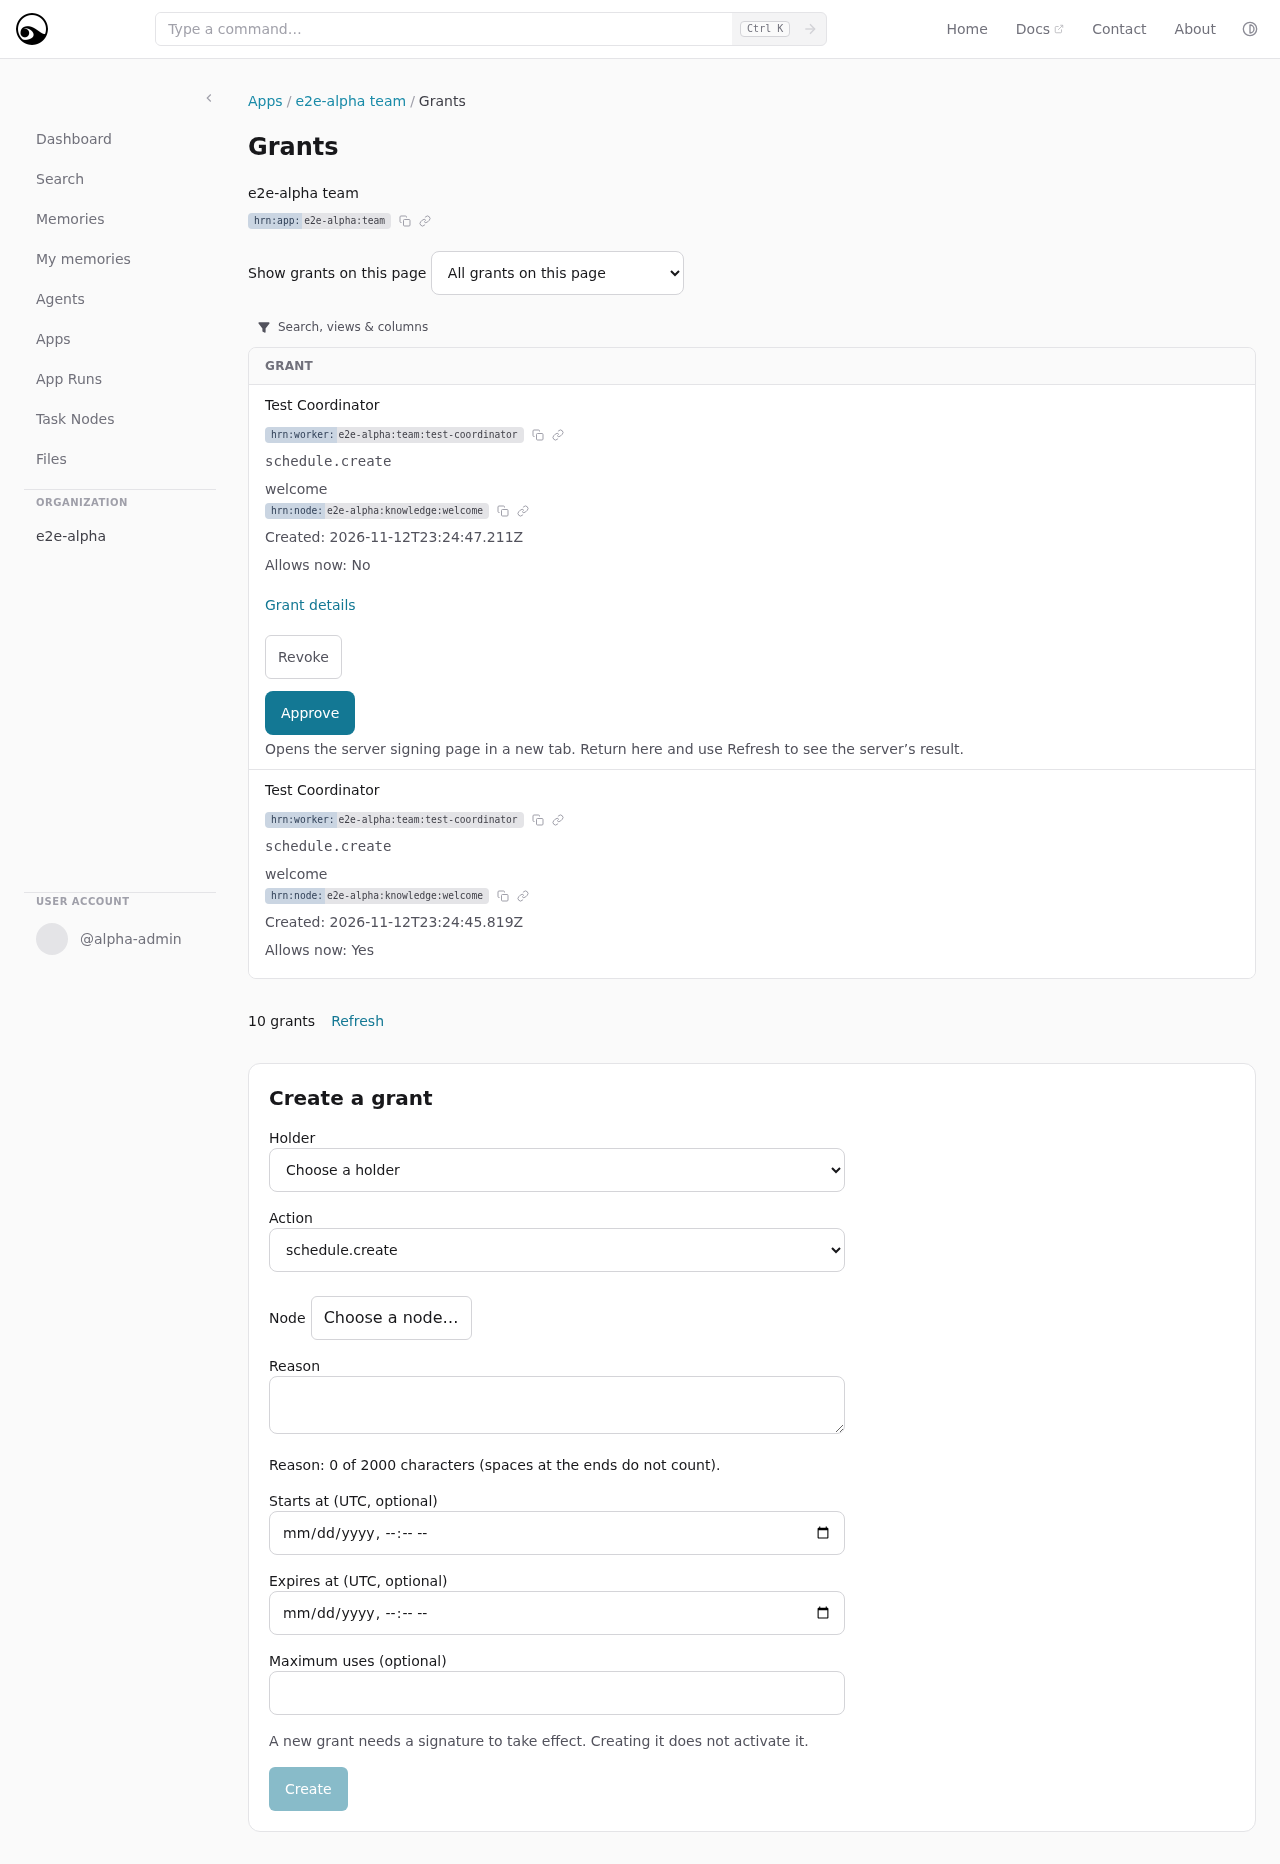 Type a command...
Ctrl K
Home
Docs
Contact
About
Apps / e2e-alpha team / Grants
Dashboard
Search
Memories
My memories
Agents
Apps
App Runs
Task Nodes
Files
ORGANIZATION
e2e-alpha
USER ACCOUNT
@alpha-admin
Grants
e2e-alpha team
hrn:app: e2e-alpha:team
Show grants on this page
All grants on this page
Search, views & columns
GRANT
Test Coordinator
hrn:worker: e2e-alpha:team:test-coordinator
schedule.create
welcome
hrn:node: e2e-alpha:knowledge:welcome
Created: 2026-11-12T23:24:47.211Z
Allows now: No
Grant details
Revoke
Approve
Opens the server signing page in a new tab. Return here and use Refresh to see the server’s result.
Test Coordinator
hrn:worker: e2e-alpha:team:test-coordinator
schedule.create
welcome
hrn:node: e2e-alpha:knowledge:welcome
Created: 2026-11-12T23:24:45.819Z
Allows now: Yes
10 grants
Refresh
Create a grant
Holder
Choose a holder
Action
schedule.create
Node
Choose a node...
Reason
Reason: 0 of 2000 characters (spaces at the ends do not count).
Starts at (UTC, optional)
mm/dd/yyyy, --:-- --
Expires at (UTC, optional)
mm/dd/yyyy, --:-- --
Maximum uses (optional)
A new grant needs a signature to take effect. Creating it does not activate it.
Create